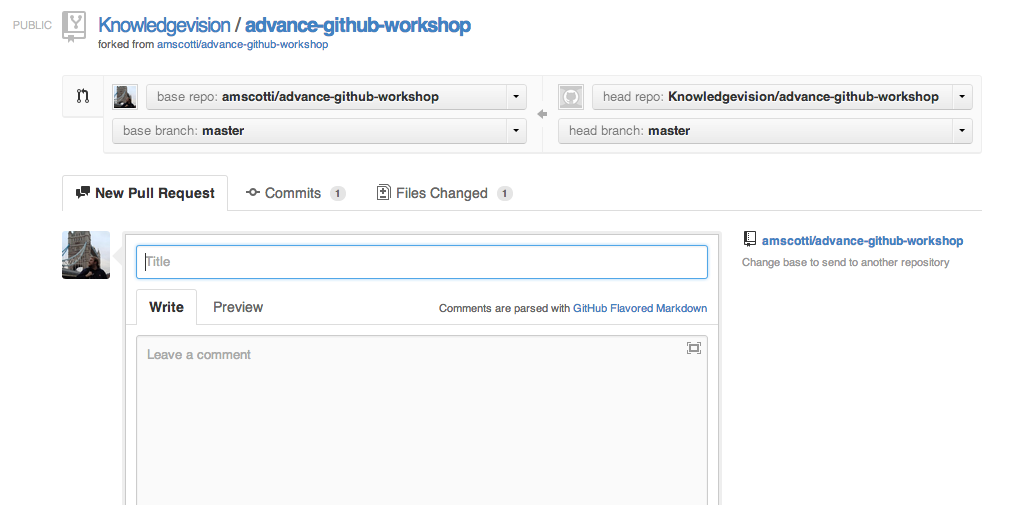 PUBLIC Knowledgevision / advance-github-workshop
forked from amscotti/advance-github-workshop
base repo: amscotti/advance-github-workshop head repo: Knowledgevision/advance-github-workshop
base branch: master head branch: master
New Pull Request Commits 1 Files Changed 1
Title amscotti/advance-github-workshop
Change base to send to another repository
Write Preview Comments are parsed with GitHub Flavored Markdown
Leave a comment